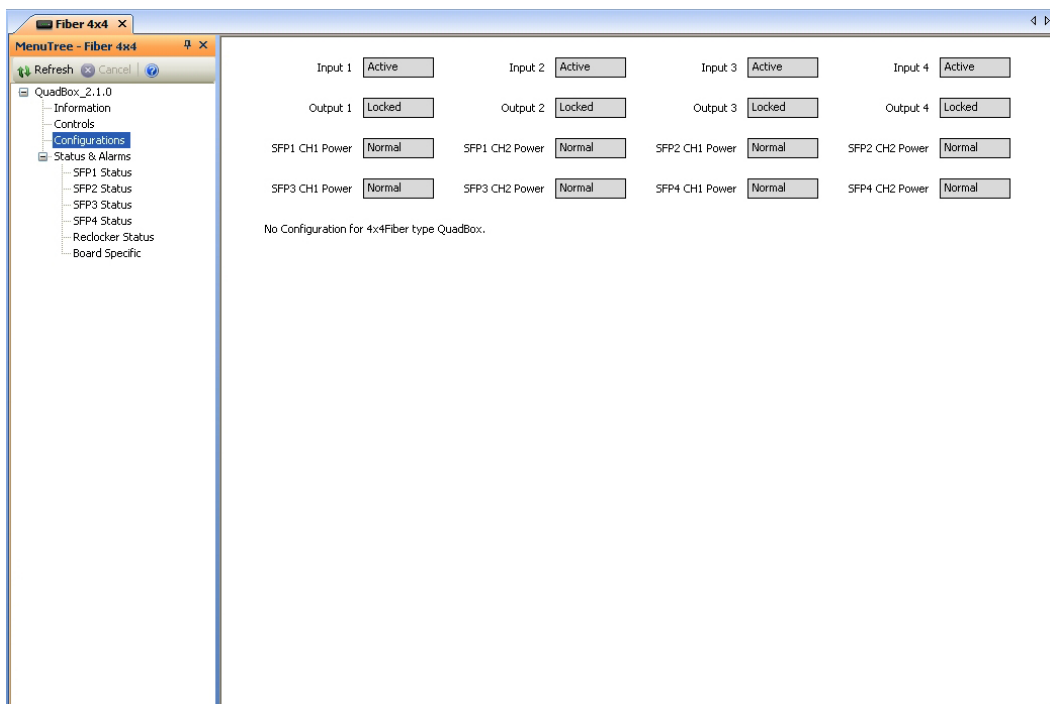 Fiber 4x4
MenuTree - Fiber 4x4
Refresh Cancel
QuadBox_2.1.0
Information
Controls
Configurations
Status & Alarms
SFP1 Status
SFP2 Status
SFP3 Status
SFP4 Status
Reclocker Status
Board Specific
Input 1 Active Input 2 Active Input 3 Active Input 4 Active
Output 1 Locked Output 2 Locked Output 3 Locked Output 4 Locked
SFP1 CH1 Power Normal SFP1 CH2 Power Normal SFP2 CH1 Power Normal SFP2 CH2 Power Normal
SFP3 CH1 Power Normal SFP3 CH2 Power Normal SFP4 CH1 Power Normal SFP4 CH2 Power Normal
No Configuration for 4x4Fiber type QuadBox.